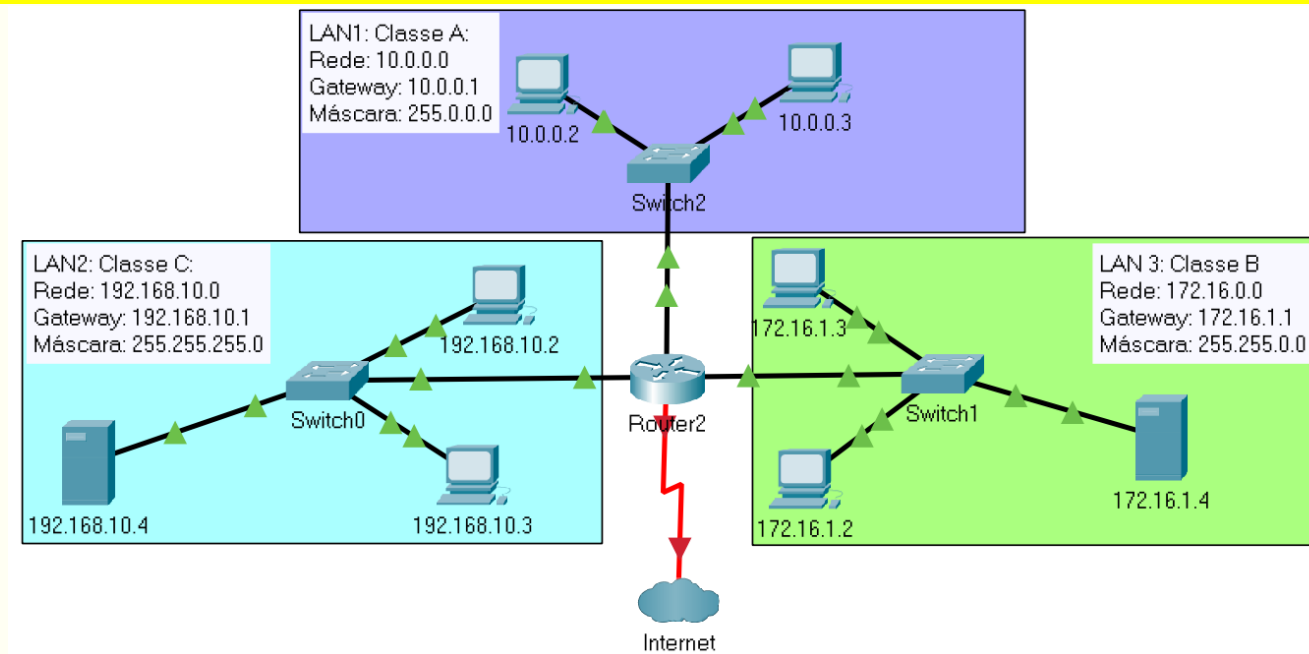 LAN1: Classe A:
Rede: 10.0.0.0
Gateway: 10.0.0.1
Máscara: 255.0.0.0
10.0.0.2
10.0.0.3
Switch2
LAN2: Classe C:
Rede: 192.168.10.0
Gateway: 192.168.10.1
Máscara: 255.255.255.0
192.168.10.2
Switch0
192.168.10.4
192.168.10.3
Router2
LAN 3: Classe B
Rede: 172.16.0.0
Gateway: 172.16.1.1
Máscara: 255.255.0.0
172.16.1.3
Switch1
172.16.1.4
172.16.1.2
Internet